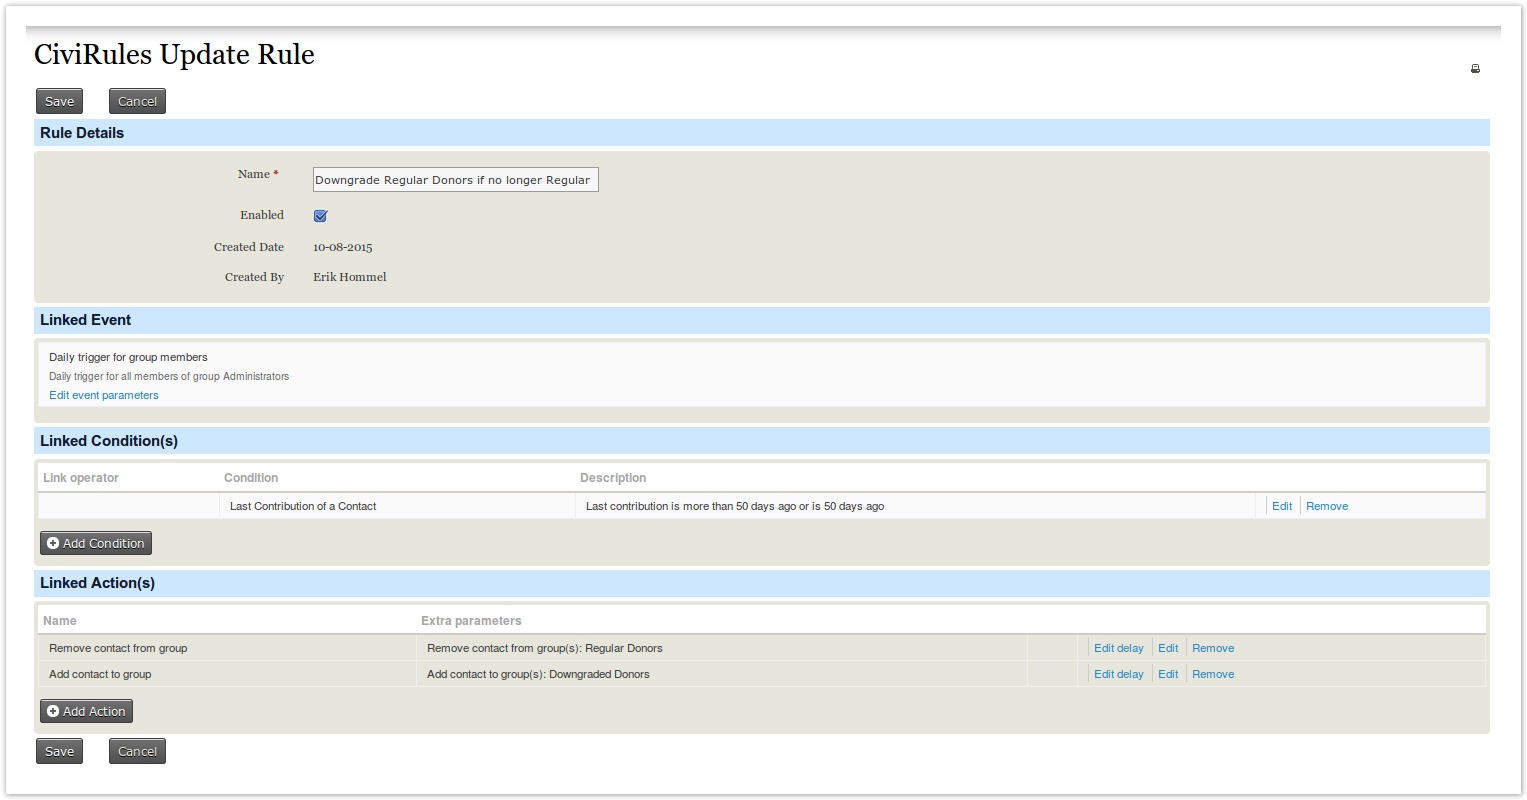 CiviRules Update Rule
Save Cancel
Rule Details
Name * Downgrade Regular Donors if no longer Regular
Enabled
Created Date 10-08-2015
Created By Erik Hommel
Linked Event
Daily trigger for group members
Daily trigger for all members of group Administrators
Edit event parameters
Linked Condition(s)
Link operator Condition Description
Last Contribution of a Contact Last contribution is more than 50 days ago or is 50 days ago Edit Remove
Add Condition
Linked Action(s)
Name Extra parameters
Remove contact from group Remove contact from group(s): Regular Donors Edit delay Edit Remove
Add contact to group Add contact to group(s): Downgraded Donors Edit delay Edit Remove
Add Action
Save Cancel